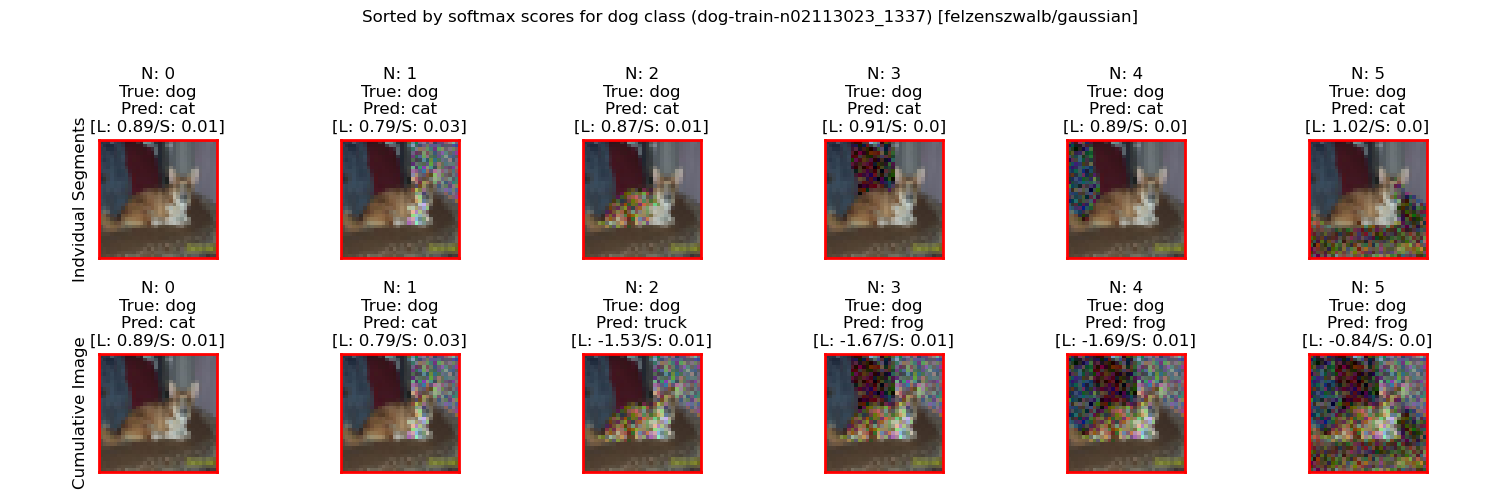 Sorted by softmax scores for dog class (dog-train-n02113023_1337) [felzenszwalb/gaussian]
Indvidual Segments
N: 0
True: dog
Pred: cat
[L: 0.89/S: 0.01]
N: 1
True: dog
Pred: cat
[L: 0.79/S: 0.03]
N: 2
True: dog
Pred: cat
[L: 0.87/S: 0.01]
N: 3
True: dog
Pred: cat
[L: 0.91/S: 0.0]
N: 4
True: dog
Pred: cat
[L: 0.89/S: 0.0]
N: 5
True: dog
Pred: cat
[L: 1.02/S: 0.0]
Cumulative Image
N: 0
True: dog
Pred: cat
[L: 0.89/S: 0.01]
N: 1
True: dog
Pred: cat
[L: 0.79/S: 0.03]
N: 2
True: dog
Pred: truck
[L: -1.53/S: 0.01]
N: 3
True: dog
Pred: frog
[L: -1.67/S: 0.01]
N: 4
True: dog
Pred: frog
[L: -1.69/S: 0.01]
N: 5
True: dog
Pred: frog
[L: -0.84/S: 0.0]